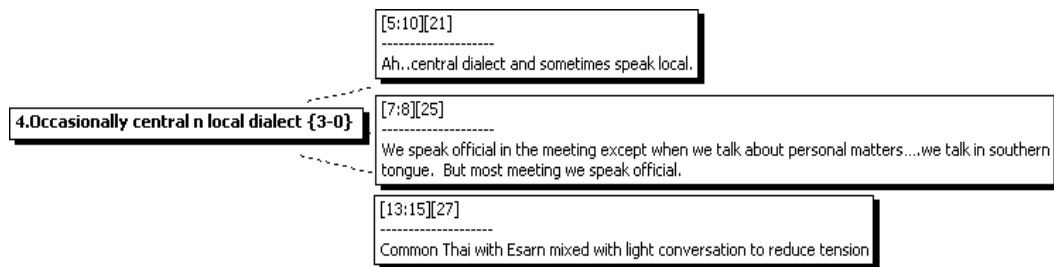 [5:10][21]
--------------------
Ah..central dialect and sometimes speak local.
4.Occasionally central n local dialect {3-0}
[7:8][25]
--------------------
We speak official in the meeting except when we talk about personal matters....we talk in southern
tongue.  But most meeting we speak official.
[13:15][27]
--------------------
Common Thai with Esarn mixed with light conversation to reduce tension